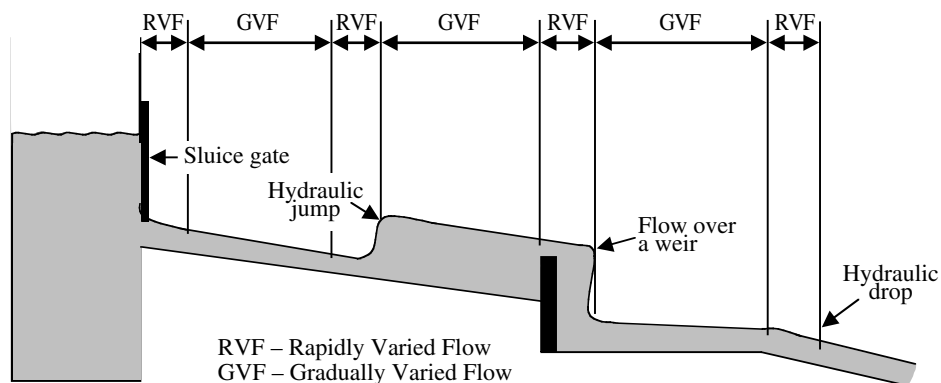 RVF GVF RVF GVF RVF GVF RVF
Sluice gate
Hydraulic
jump
Flow over
a weir
Hydraulic
drop
RVF – Rapidly Varied Flow
GVF – Gradually Varied Flow